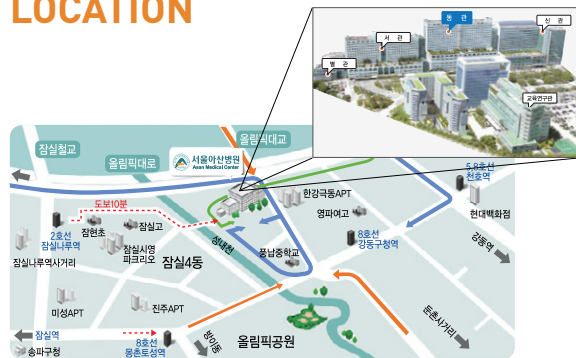 LOCATION
동 관
신 관
서 관
별 관
교육연구관
잠실철교
올림픽대교
올림픽대로
서울아산병원
Asan Medical Center
5,8호선
천호역
도보10분
한강극동APT
현대백화점
2호선
잠실나루역
잠현초
잠실고
영파여고
8호선
강동구청역
강동역
잠실시영
파크리오
성내천
풍납중학교
잠실나루역사거리
잠실4동
미성APT
진주APT
둔촌사거리
잠실역
송파구청
8호선
몽촌토성역
방이동
올림픽공원